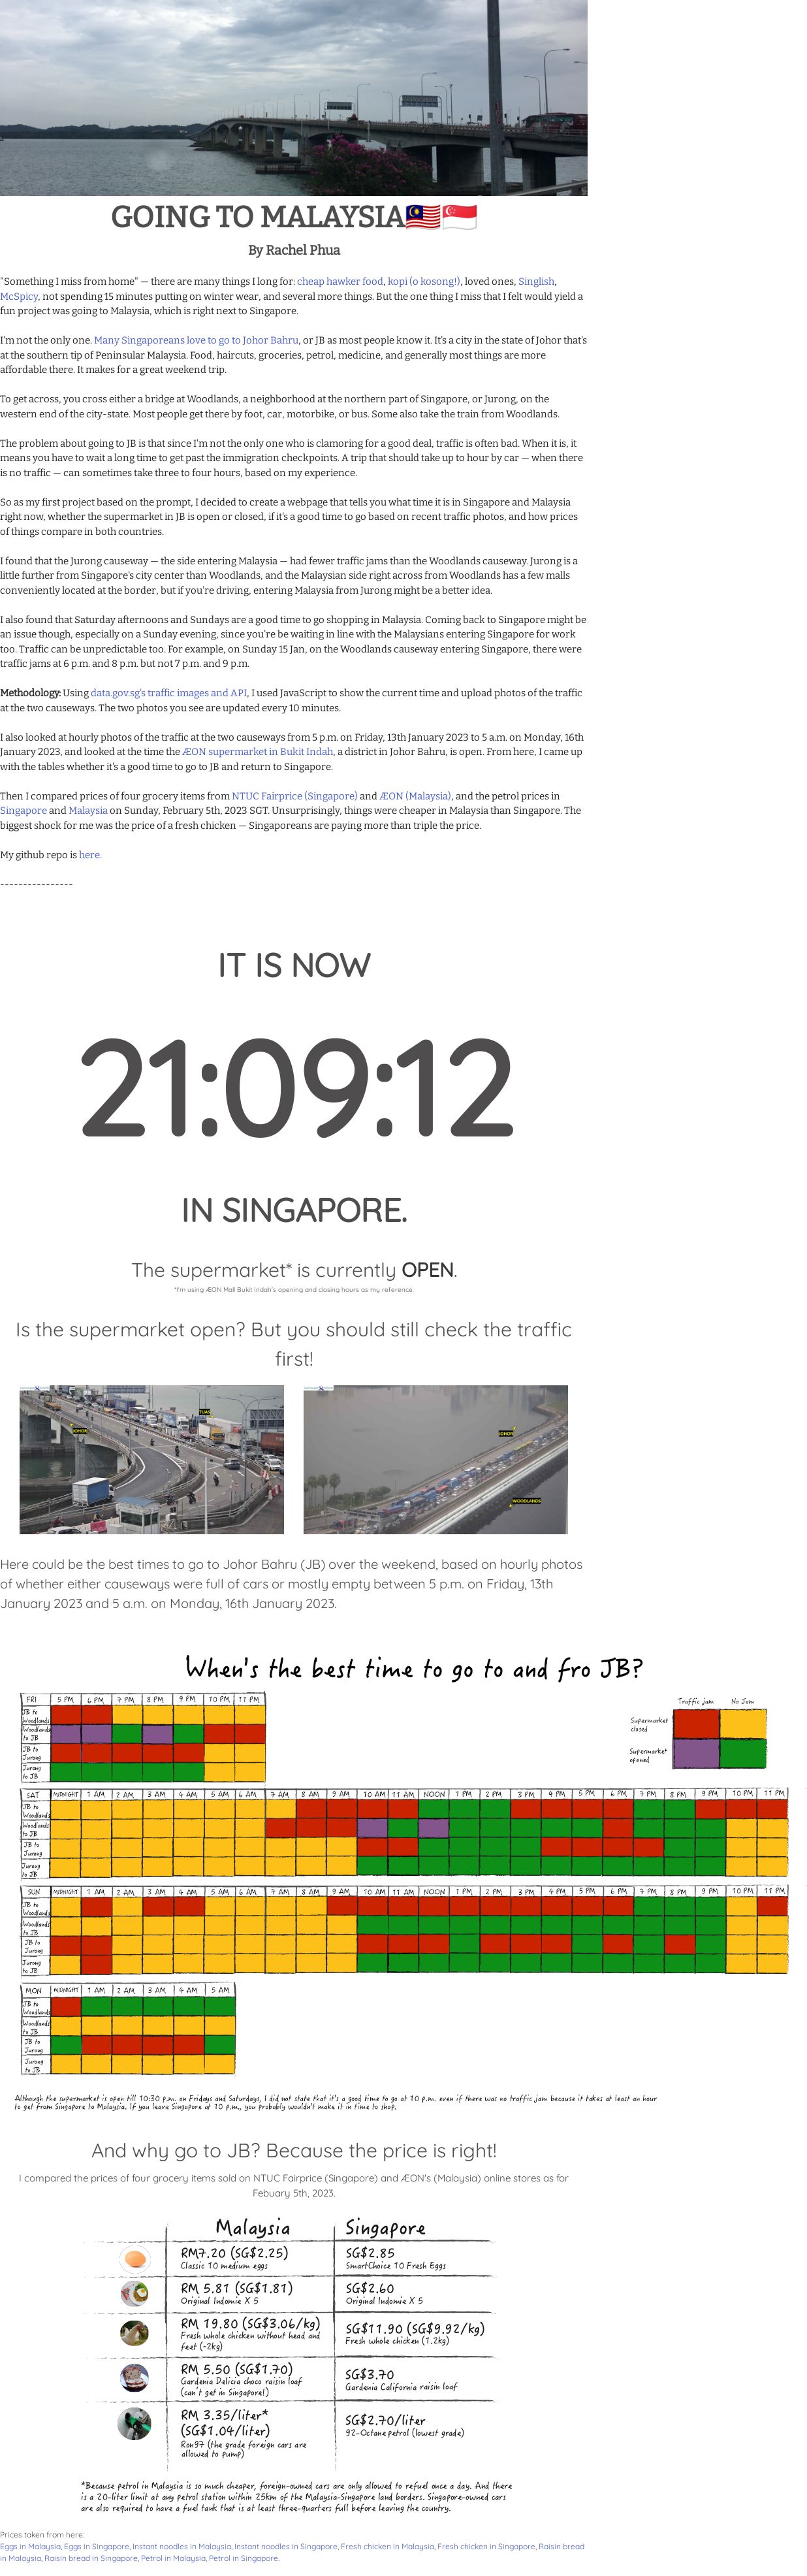 GOING TO MALAYSIA🇲🇾🇸🇬
By Rachel Phua
"Something I miss from home" — there are many things I long for: cheap hawker food, kopi (o kosong!), loved ones, Singlish,
McSpicy, not spending 15 minutes putting on winter wear, and several more things. But the one thing I miss that I felt would yield a
fun project was going to Malaysia, which is right next to Singapore.
I'm not the only one. Many Singaporeans love to go to Johor Bahru, or JB as most people know it. It's a city in the state of Johor that's
at the southern tip of Peninsular Malaysia. Food, haircuts, groceries, petrol, medicine, and generally most things are more
affordable there. It makes for a great weekend trip.
To get across, you cross either a bridge at Woodlands, a neighborhood at the northern part of Singapore, or Jurong, on the
western end of the city-state. Most people get there by foot, car, motorbike, or bus. Some also take the train from Woodlands.
The problem about going to JB is that since I'm not the only one who is clamoring for a good deal, traffic is often bad. When it is, it
means you have to wait a long time to get past the immigration checkpoints. A trip that should take up to hour by car — when there
is no traffic — can sometimes take three to four hours, based on my experience.
So as my first project based on the prompt, I decided to create a webpage that tells you what time it is in Singapore and Malaysia
right now, whether the supermarket in JB is open or closed, if it's a good time to go based on recent traffic photos, and how prices
of things compare in both countries.
I found that the Jurong causeway — the side entering Malaysia — had fewer traffic jams than the Woodlands causeway. Jurong is a
little further from Singapore's city center than Woodlands, and the Malaysian side right across from Woodlands has a few malls
conveniently located at the border, but if you're driving, entering Malaysia from Jurong might be a better idea.
I also found that Saturday afternoons and Sundays are a good time to go shopping in Malaysia. Coming back to Singapore might be
an issue though, especially on a Sunday evening, since you're be waiting in line with the Malaysians entering Singapore for work
too. Traffic can be unpredictable too. For example, on Sunday 15 Jan, on the Woodlands causeway entering Singapore, there were
traffic jams at 6 p.m. and 8 p.m. but not 7 p.m. and 9 p.m.
Methodology: Using data.gov.sg's traffic images and API, I used JavaScript to show the current time and upload photos of the traffic
at the two causeways. The two photos you see are updated every 10 minutes.
I also looked at hourly photos of the traffic at the two causeways from 5 p.m. on Friday, 13th January 2023 to 5 a.m. on Monday, 16th
January 2023, and looked at the time the ÆON supermarket in Bukit Indah, a district in Johor Bahru, is open. From here, I came up
with the tables whether it's a good time to go to JB and return to Singapore.
Then I compared prices of four grocery items from NTUC Fairprice (Singapore) and ÆON (Malaysia), and the petrol prices in
Singapore and Malaysia on Sunday, February 5th, 2023 SGT. Unsurprisingly, things were cheaper in Malaysia than Singapore. The
biggest shock for me was the price of a fresh chicken — Singaporeans are paying more than triple the price.
My github repo is here.
----------------
IT IS NOW
21:09:12
IN SINGAPORE.
The supermarket* is currently OPEN.
*I'm using ÆON Mall Bukit Indah's opening and closing hours as my reference.
Is the supermarket open? But you should still check the traffic
first!
TUAS
JOHOR
JOHOR
WOODLANDS
Here could be the best times to go to Johor Bahru (JB) over the weekend, based on hourly photos
of whether either causeways were full of cars or mostly empty between 5 p.m. on Friday, 13th
January 2023 and 5 a.m. on Monday, 16th January 2023.
When's the best time to go to and fro JB?
Traffic jam No Jam
Supermarket
closed
Supermarket
opened
FRI 5 PM 6 PM 7 PM 8 PM 9 PM 10 PM 11 PM
JB to
Woodlands
Woodlands
to JB
JB to
Jurong
Jurong
to JB
SAT MIDNIGHT 1 AM 2 AM 3 AM 4 AM 5 AM 6 AM 7 AM 8 AM 9 AM 10 AM 11 AM NOON 1 PM 2 PM 3 PM 4 PM 5 PM 6 PM 7 PM 8 PM 9 PM 10 PM 11 PM
JB to
Woodlands
Woodlands
to JB
JB to
Jurong
Jurong
to JB
SUN MIDNIGHT 1 AM 2 AM 3 AM 4 AM 5 AM 6 AM 7 AM 8 AM 9 AM 10 AM 11 AM NOON 1 PM 2 PM 3 PM 4 PM 5 PM 6 PM 7 PM 8 PM 9 PM 10 PM 11 PM
JB to
Woodlands
Woodlands
to JB
JB to
Jurong
Jurong
to JB
MON MIDNIGHT 1 AM 2 AM 3 AM 4 AM 5 AM
JB to
Woodlands
Woodlands
to JB
JB to
Jurong
Jurong
to JB
Although the supermarket is open till 10:30 p.m. on Fridays and Saturdays, I did not state that it's a good time to go at 10 p.m. even if there was no traffic jam because it takes at least an hour
to get from Singapore to Malaysia. If you leave Singapore at 10 p.m., you probably wouldn't make it in time to shop.
And why go to JB? Because the price is right!
I compared the prices of four grocery items sold on NTUC Fairprice (Singapore) and ÆON's (Malaysia) online stores as for
Febuary 5th, 2023.
Malaysia Singapore
RM7.20 (SG$2.25) SG$2.85
Classic 10 medium eggs SmartChoice 10 Fresh Eggs
RM 5.81 (SG$1.81) SG$2.60
Original Indomie X 5 Original Indomie X 5
RM 19.80 (SG$3.06/kg) SG$11.90 (SG$9.92/kg)
Fresh whole chicken without head and Fresh whole chicken (1.2kg)
feet (~2kg)
RM 5.50 (SG$1.70) SG$3.70
Gardenia Delicia choco raisin loaf Gardenia California raisin loaf
(can't get in Singapore!)
RM 3.35/liter* SG$2.70/liter
(SG$1.04/liter) 92-Octane petrol (lowest grade)
Ron97 (the grade foreign cars are
allowed to pump)
*Because petrol in Malaysia is so much cheaper, foreign-owned cars are only allowed to refuel once a day. And there
is a 20-liter limit at any petrol station within 25km of the Malaysia-Singapore land borders. Singapore-owned cars
are also required to have a fuel tank that is at least three-quarters full before leaving the country.
Prices taken from here:
Eggs in Malaysia, Eggs in Singapore, Instant noodles in Malaysia, Instant noodles in Singapore, Fresh chicken in Malaysia, Fresh chicken in Singapore, Raisin bread
in Malaysia, Raisin bread in Singapore, Petrol in Malaysia, Petrol in Singapore.